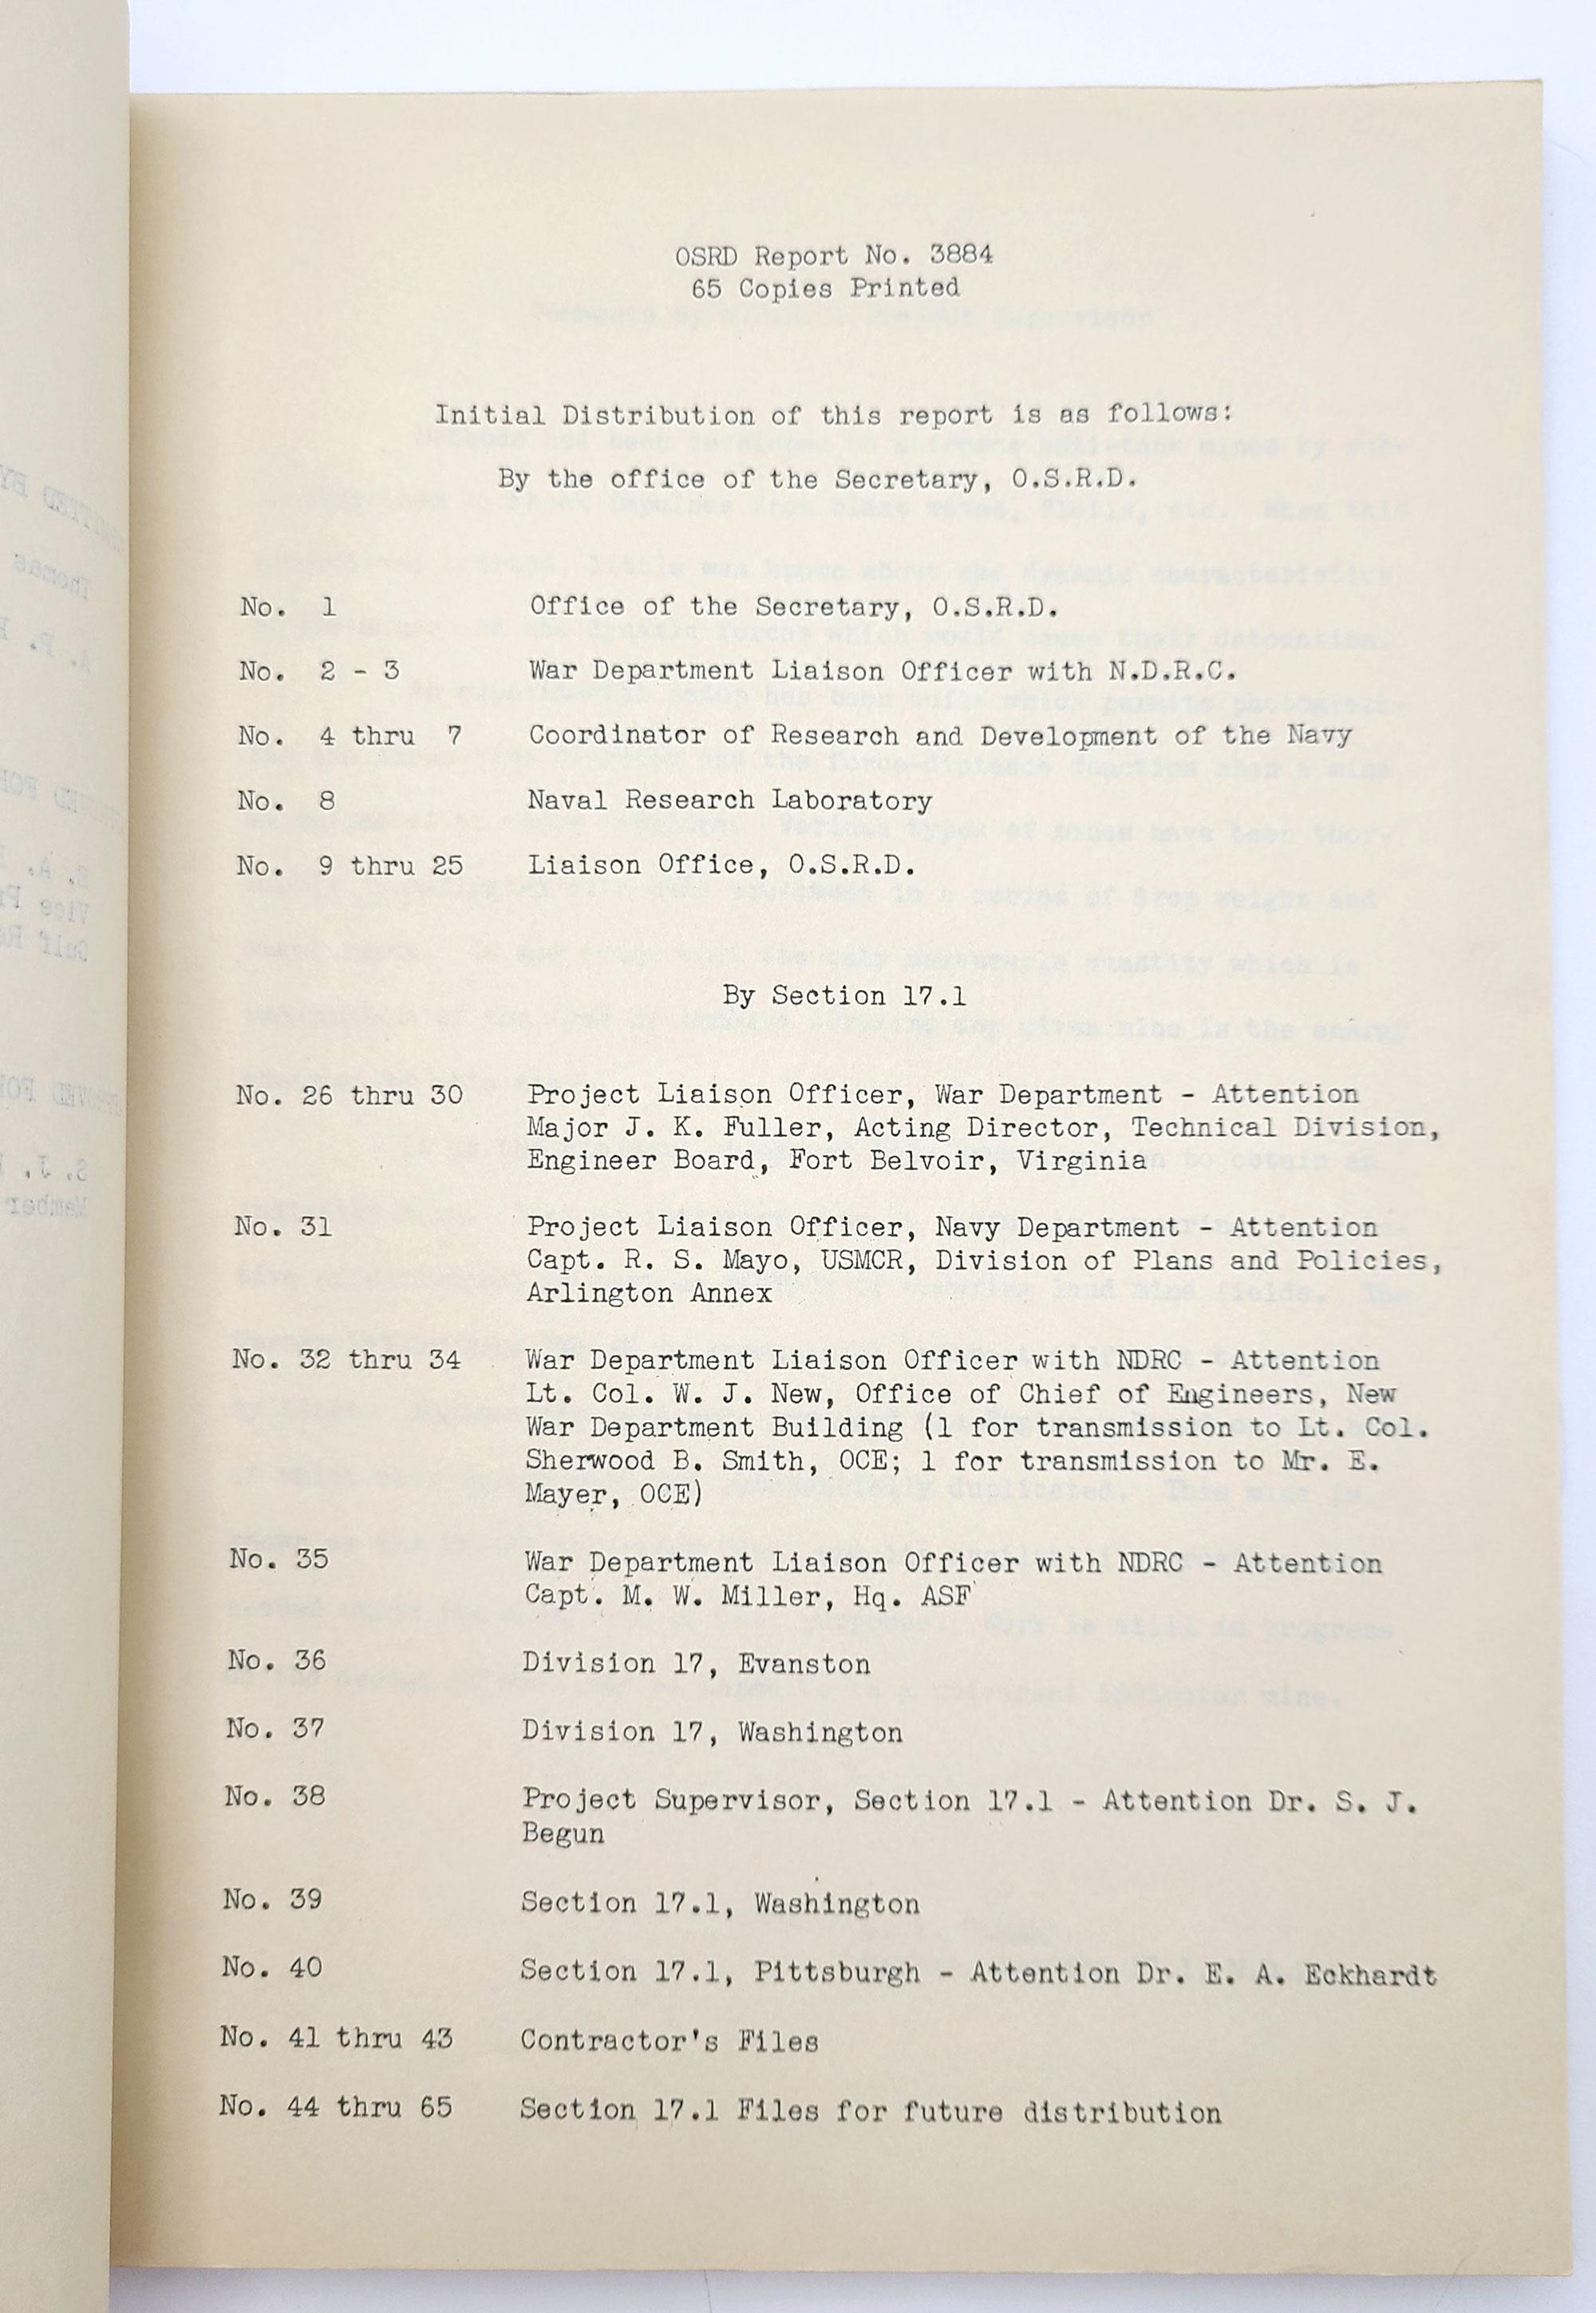 OSRD Report No. 3884
65 Copies Printed
Initial Distribution of this report is as follows:
By the office of the Secretary, O.S.R.D.
No. 1 Office of the Secretary, O.S.R.D.
No. 2 - 3 War Department Liaison Officer with N.D.R.C.
No. 4 thru 7 Coordinator of Research and Development of the Navy
No. 8 Naval Research Laboratory
No. 9 thru 25 Liaison Office, O.S.R.D.
By Section 17.1
No. 26 thru 30 Project Liaison Officer, War Department - Attention
Major J. K. Fuller, Acting Director, Technical Division,
Engineer Board, Fort Belvoir, Virginia
No. 31 Project Liaison Officer, Navy Department - Attention
Capt. R. S. Mayo, USMCR, Division of Plans and Policies,
Arlington Annex
No. 32 thru 34 War Department Liaison Officer with NDRC - Attention
Lt. Col. W. J. New, Office of Chief of Engineers, New
War Department Building (1 for transmission to Lt. Col.
Sherwood B. Smith, OCE; 1 for transmission to Mr. E.
Mayer, OCE)
No. 35 War Department Liaison Officer with NDRC - Attention
Capt. M. W. Miller, Hq. ASF
No. 36 Division 17, Evanston
No. 37 Division 17, Washington
No. 38 Project Supervisor, Section 17.1 - Attention Dr. S. J.
Begun
No. 39 Section 17.1, Washington
No. 40 Section 17.1, Pittsburgh - Attention Dr. E. A. Eckhardt
No. 41 thru 43 Contractor's Files
No. 44 thru 65 Section 17.1 Files for future distribution